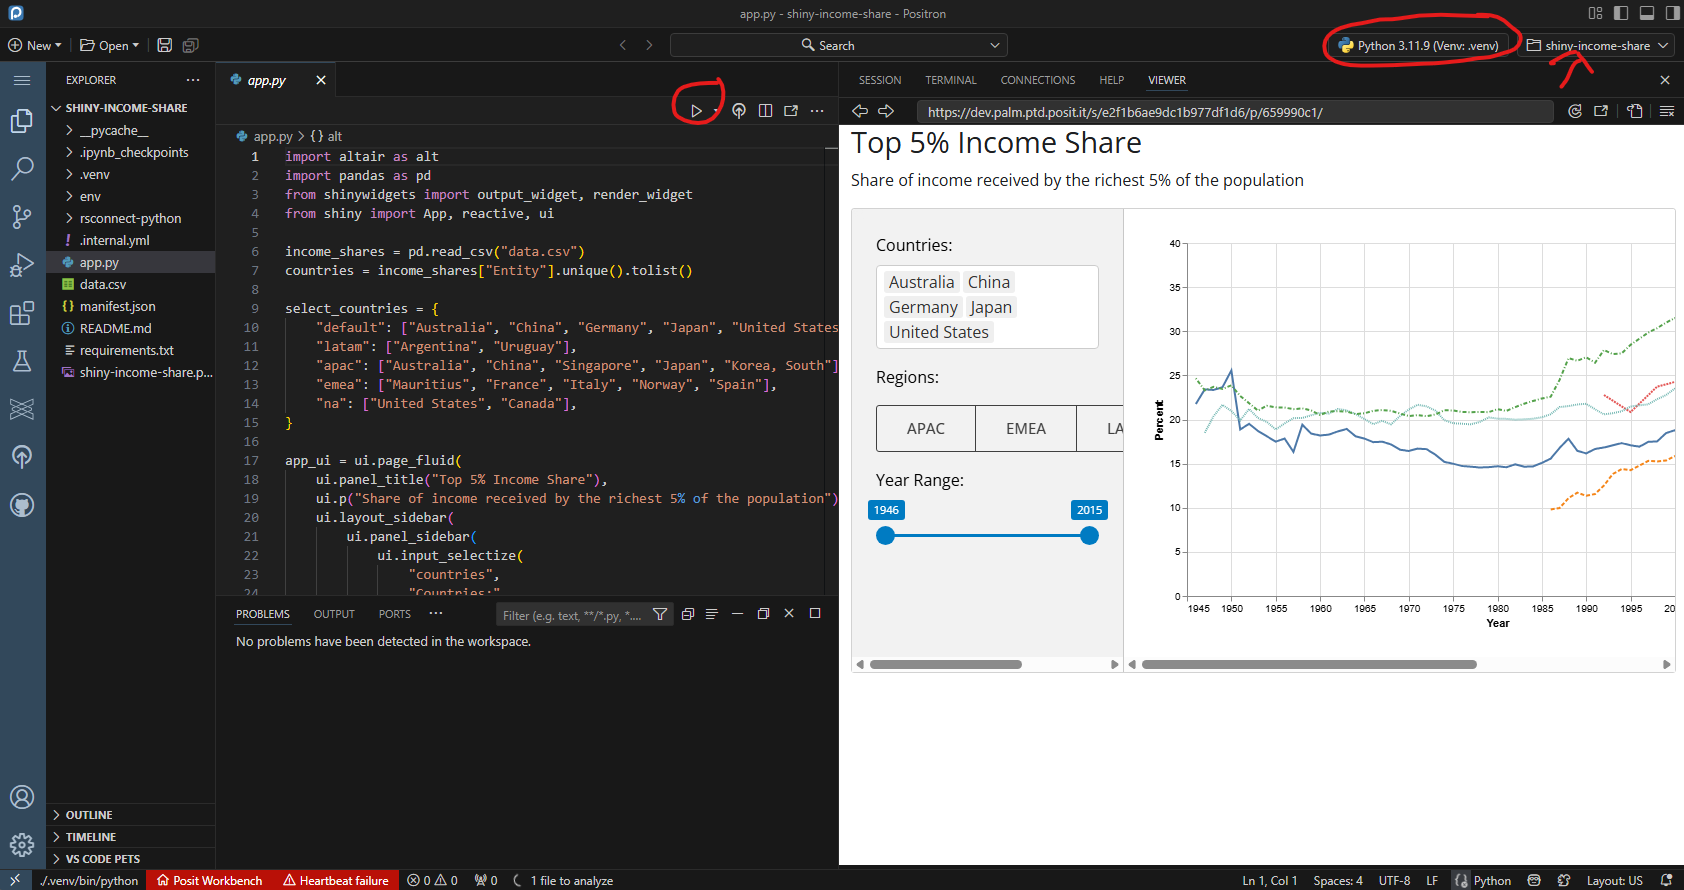 app.py - shiny-income-share - Positron
New
Open
Search
Python 3.11.9 (Venv: .venv)
shiny-income-share
EXPLORER
SHINY-INCOME-SHARE
__pycache__
.ipynb_checkpoints
.venv
env
rsconnect-python
.internal.yml
app.py
data.csv
manifest.json
README.md
requirements.txt
shiny-income-share.p...
OUTLINE
TIMELINE
VS CODE PETS
app.py
app.py > {} alt
1 import altair as alt
2 import pandas as pd
3 from shinywidgets import output_widget, render_widget
4 from shiny import App, reactive, ui
5
6 income_shares = pd.read_csv("data.csv")
7 countries = income_shares["Entity"].unique().tolist()
8
9 select_countries = {
10 "default": ["Australia", "China", "Germany", "Japan", "United States
11 "latam": ["Argentina", "Uruguay"],
12 "apac": ["Australia", "China", "Singapore", "Japan", "Korea, South"]
13 "emea": ["Mauritius", "France", "Italy", "Norway", "Spain"],
14 "na": ["United States", "Canada"],
15 }
16
17 app_ui = ui.page_fluid(
18 ui.panel_title("Top 5% Income Share"),
19 ui.p("Share of income received by the richest 5% of the population")
20 ui.layout_sidebar(
21 ui.panel_sidebar(
22 ui.input_selectize(
23 "countries",
24 "Countries:"
PROBLEMS
OUTPUT
PORTS
Filter (e.g. text, **/*.py, *....
No problems have been detected in the workspace.
SESSION
TERMINAL
CONNECTIONS
HELP
VIEWER
https://dev.palm.ptd.posit.it/s/e2f1b6ae9dc1b977df1d6/p/659990c1/
Top 5% Income Share
Share of income received by the richest 5% of the population
Countries:
Australia China
Germany Japan
United States
Regions:
APAC EMEA LA
Year Range:
1946 2015
40
35
30
25
20
15
10
5
0
Percent
1945 1950 1955 1960 1965 1970 1975 1980 1985 1990 1995 20
Year
./.venv/bin/python
Posit Workbench
Heartbeat failure
0 0
0
1 file to analyze
Ln 1, Col 1
Spaces: 4
UTF-8
LF
Python
Layout: US